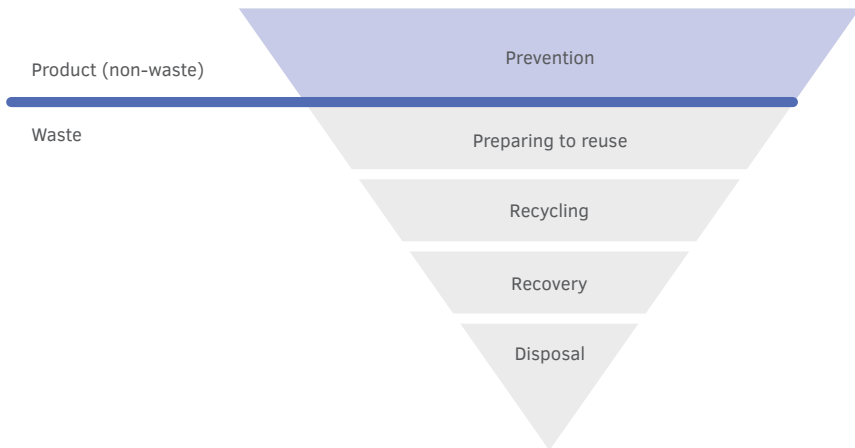 Prevention
Product (non-waste)
Waste
Preparing to reuse
Recycling
Recovery
Disposal